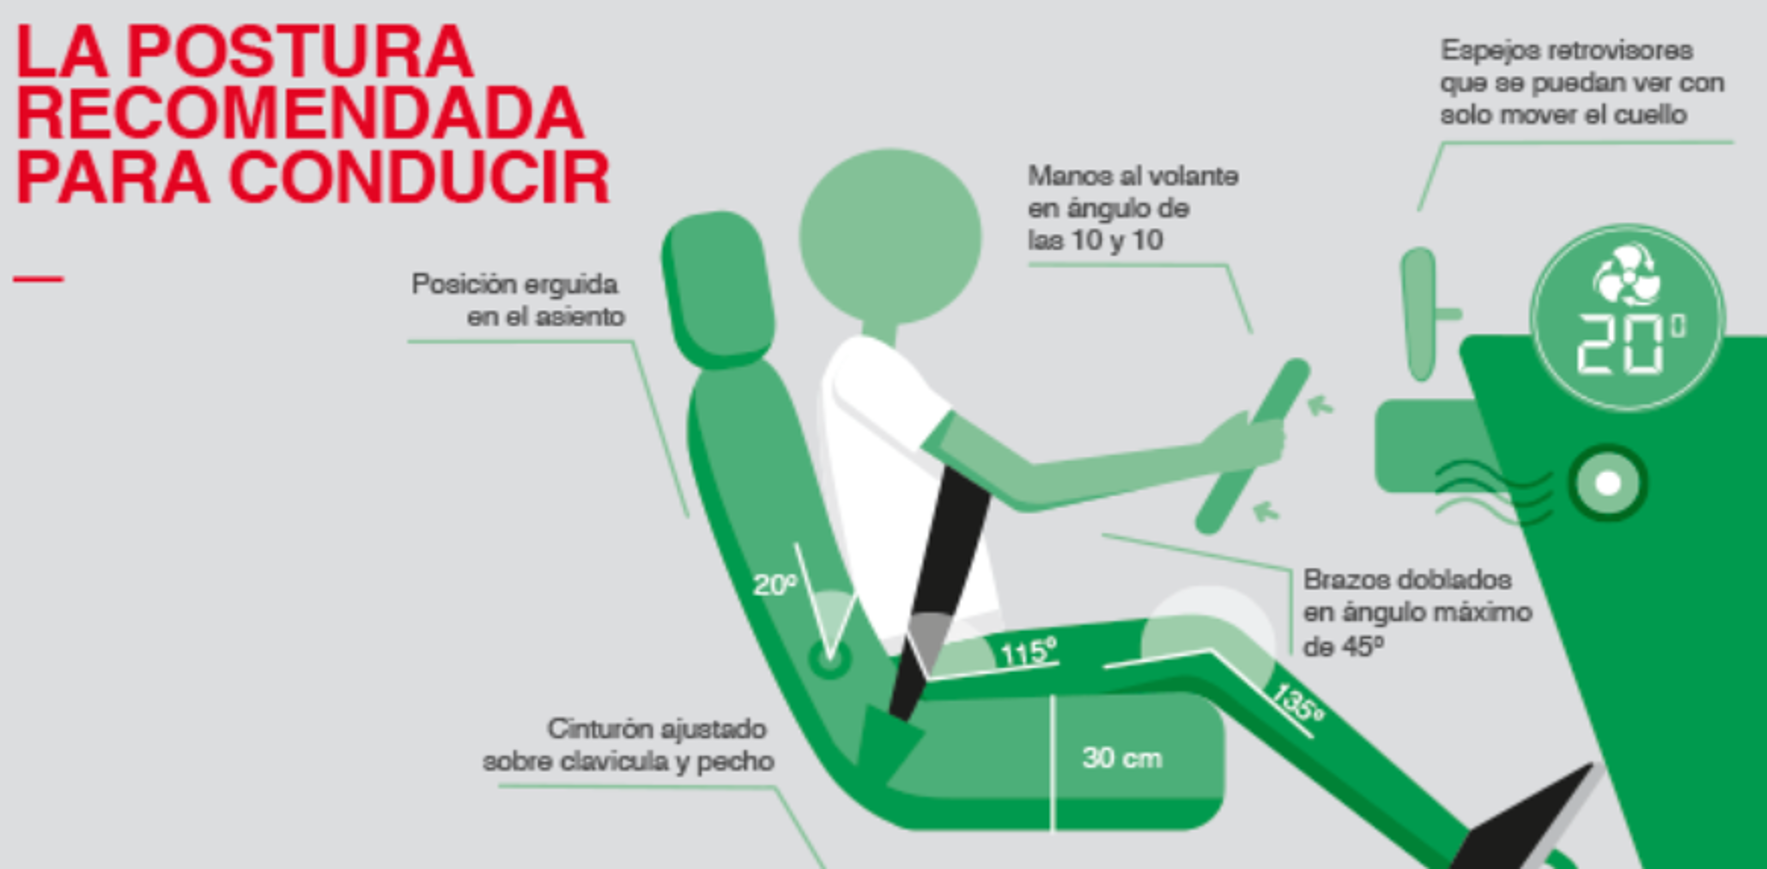 LA POSTURA
RECOMENDADA
PARA CONDUCIR
Espejos retrovisores
que se puedan ver con
solo mover el cuello
Manos al volante
en ángulo de
las 10 y 10
Posición erguida
en el asiento
20º
20º
115º
Brazos doblados
en ángulo máximo
de 45º
135º
Cinturón ajustado
sobre clavicula y pecho
30 cm